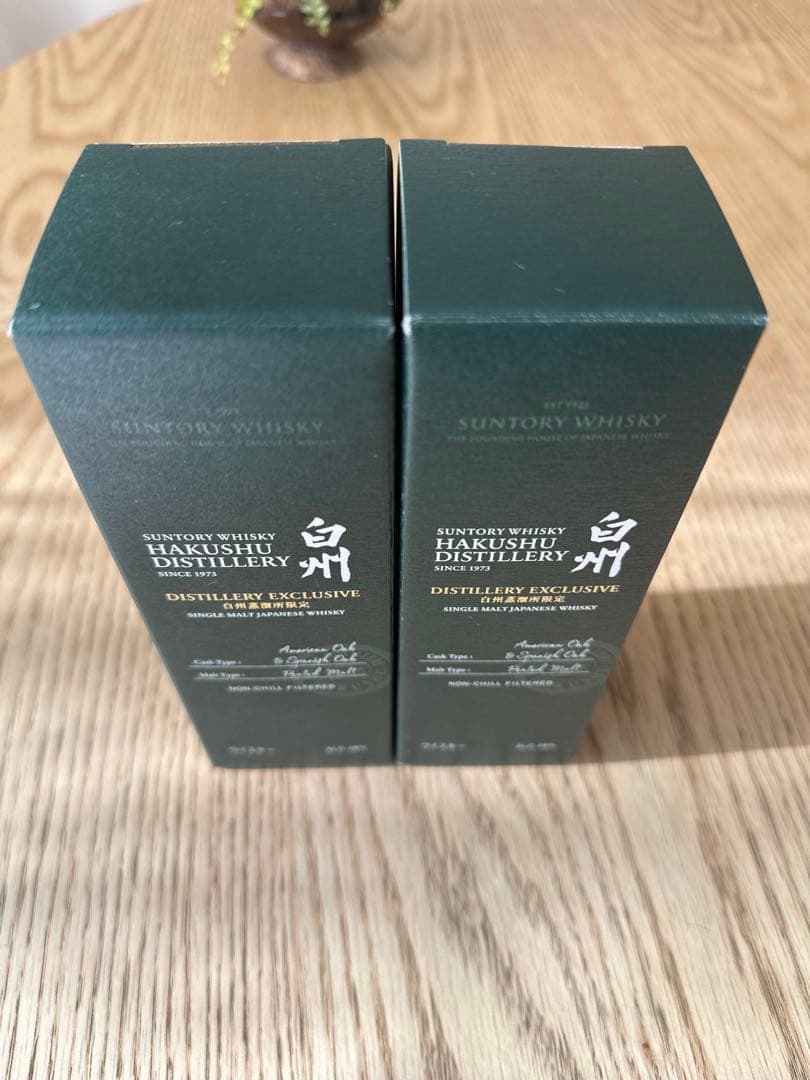 EST 1923
SUNTORY WHISKY
THE FOUNDING HOUSE OF JAPANESE WHISKY
SUNTORY WHISKY
HAKUSHU
DISTILLERY
SINCE 1973
白州
DISTILLERY EXCLUSIVE
白州蒸溜所限定
SINGLE MALT JAPANESE WHISKY
Cask Type : American Oak
& Spanish Oak
Malt Type : Peated Malt
NON-CHILL FILTERED
EST 1923
SUNTORY WHISKY
THE FOUNDING HOUSE OF JAPANESE WHISKY
SUNTORY WHISKY
HAKUSHU
DISTILLERY
SINCE 1973
白州
DISTILLERY EXCLUSIVE
白州蒸溜所限定
SINGLE MALT JAPANESE WHISKY
Cask Type : American Oak
& Spanish Oak
Malt Type : Peated Malt
NON-CHILL FILTERED